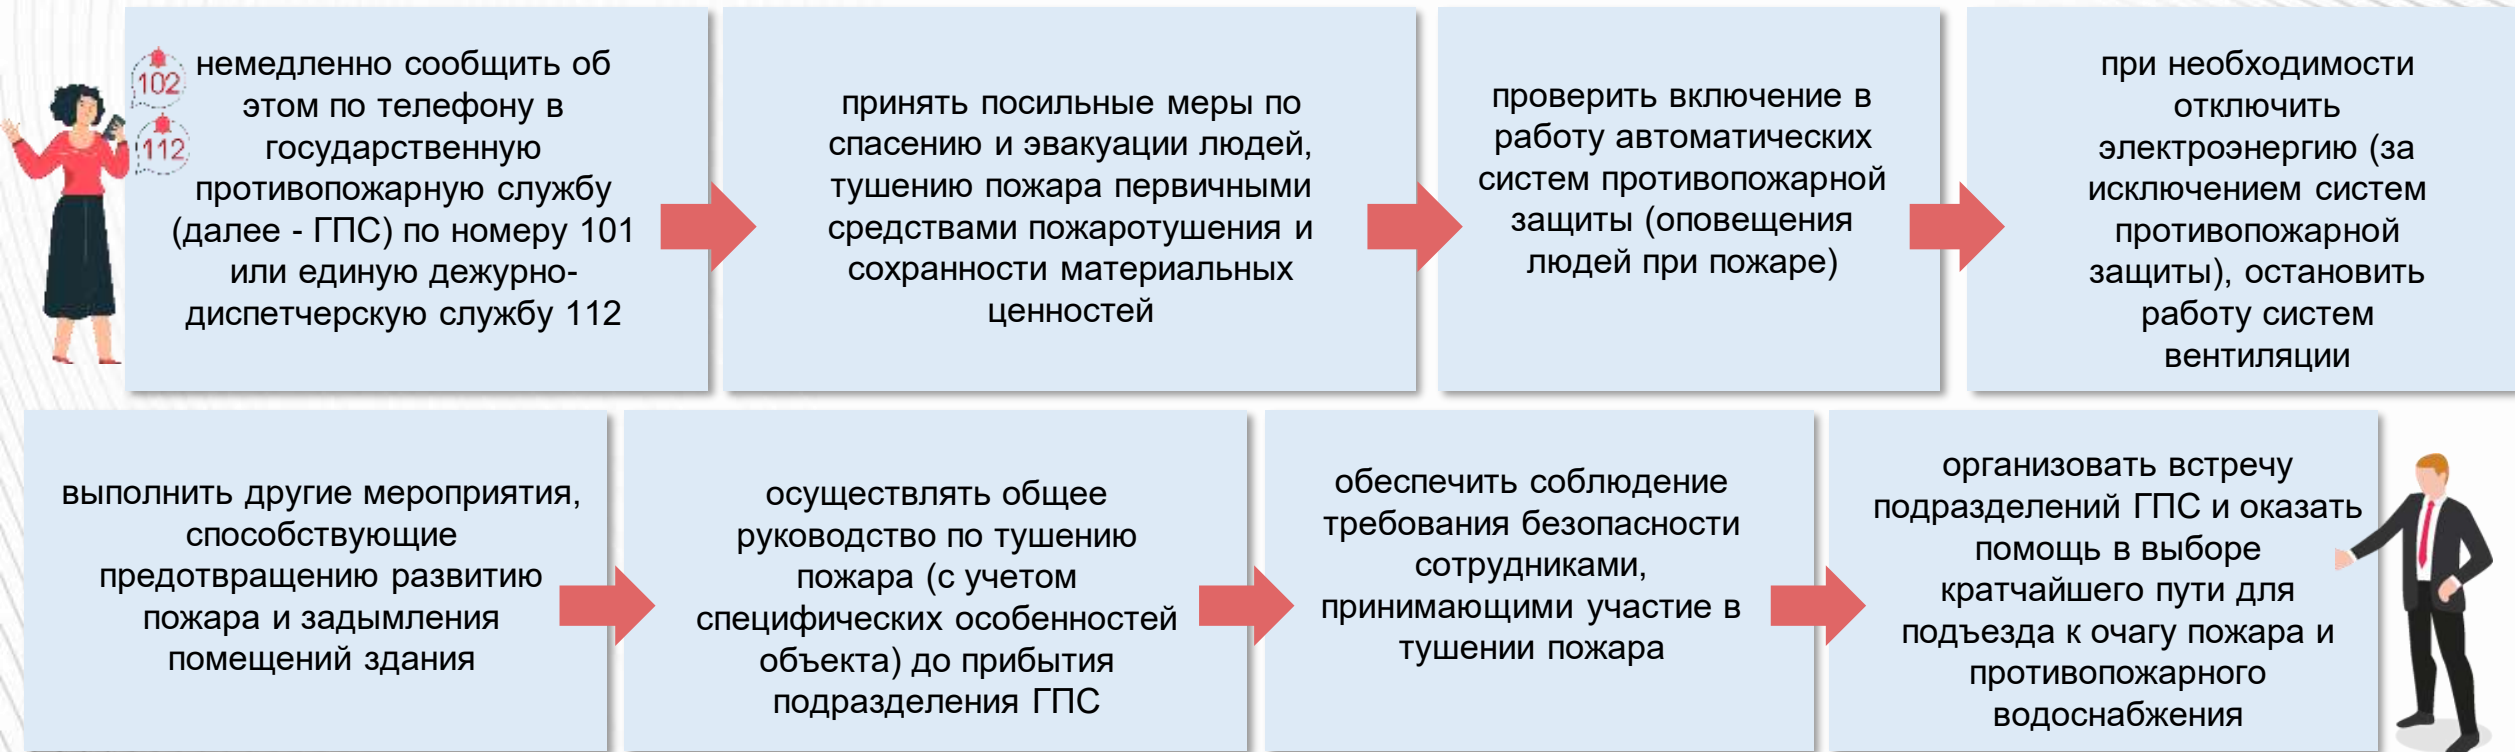 102
112
немедленно сообщить об
этом по телефону в
государственную
противопожарную службу
(далее - ГПС) по номеру 101
или единую дежурно-
диспетчерскую службу 112
принять посильные меры по
спасению и эвакуации людей,
тушению пожара первичными
средствами пожаротушения и
сохранности материальных
ценностей
проверить включение в
работу автоматических
систем противопожарной
защиты (оповещения
людей при пожаре)
при необходимости
отключить
электроэнергию (за
исключением систем
противопожарной
защиты), остановить
работу систем
вентиляции
выполнить другие мероприятия,
способствующие
предотвращению развитию
пожара и задымления
помещений здания
осуществлять общее
руководство по тушению
пожара (с учетом
специфических особенностей
объекта) до прибытия
подразделения ГПС
обеспечить соблюдение
требования безопасности
сотрудниками,
принимающими участие в
тушении пожара
организовать встречу
подразделений ГПС и оказать
помощь в выборе
кратчайшего пути для
подъезда к очагу пожара и
противопожарного
водоснабжения